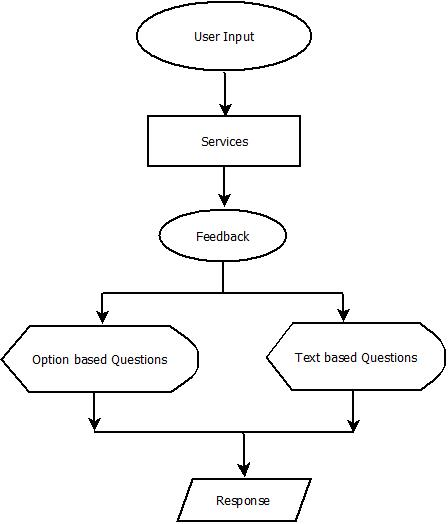 User Input
Services
Feedback
Option based Questions
Text based Questions
Response